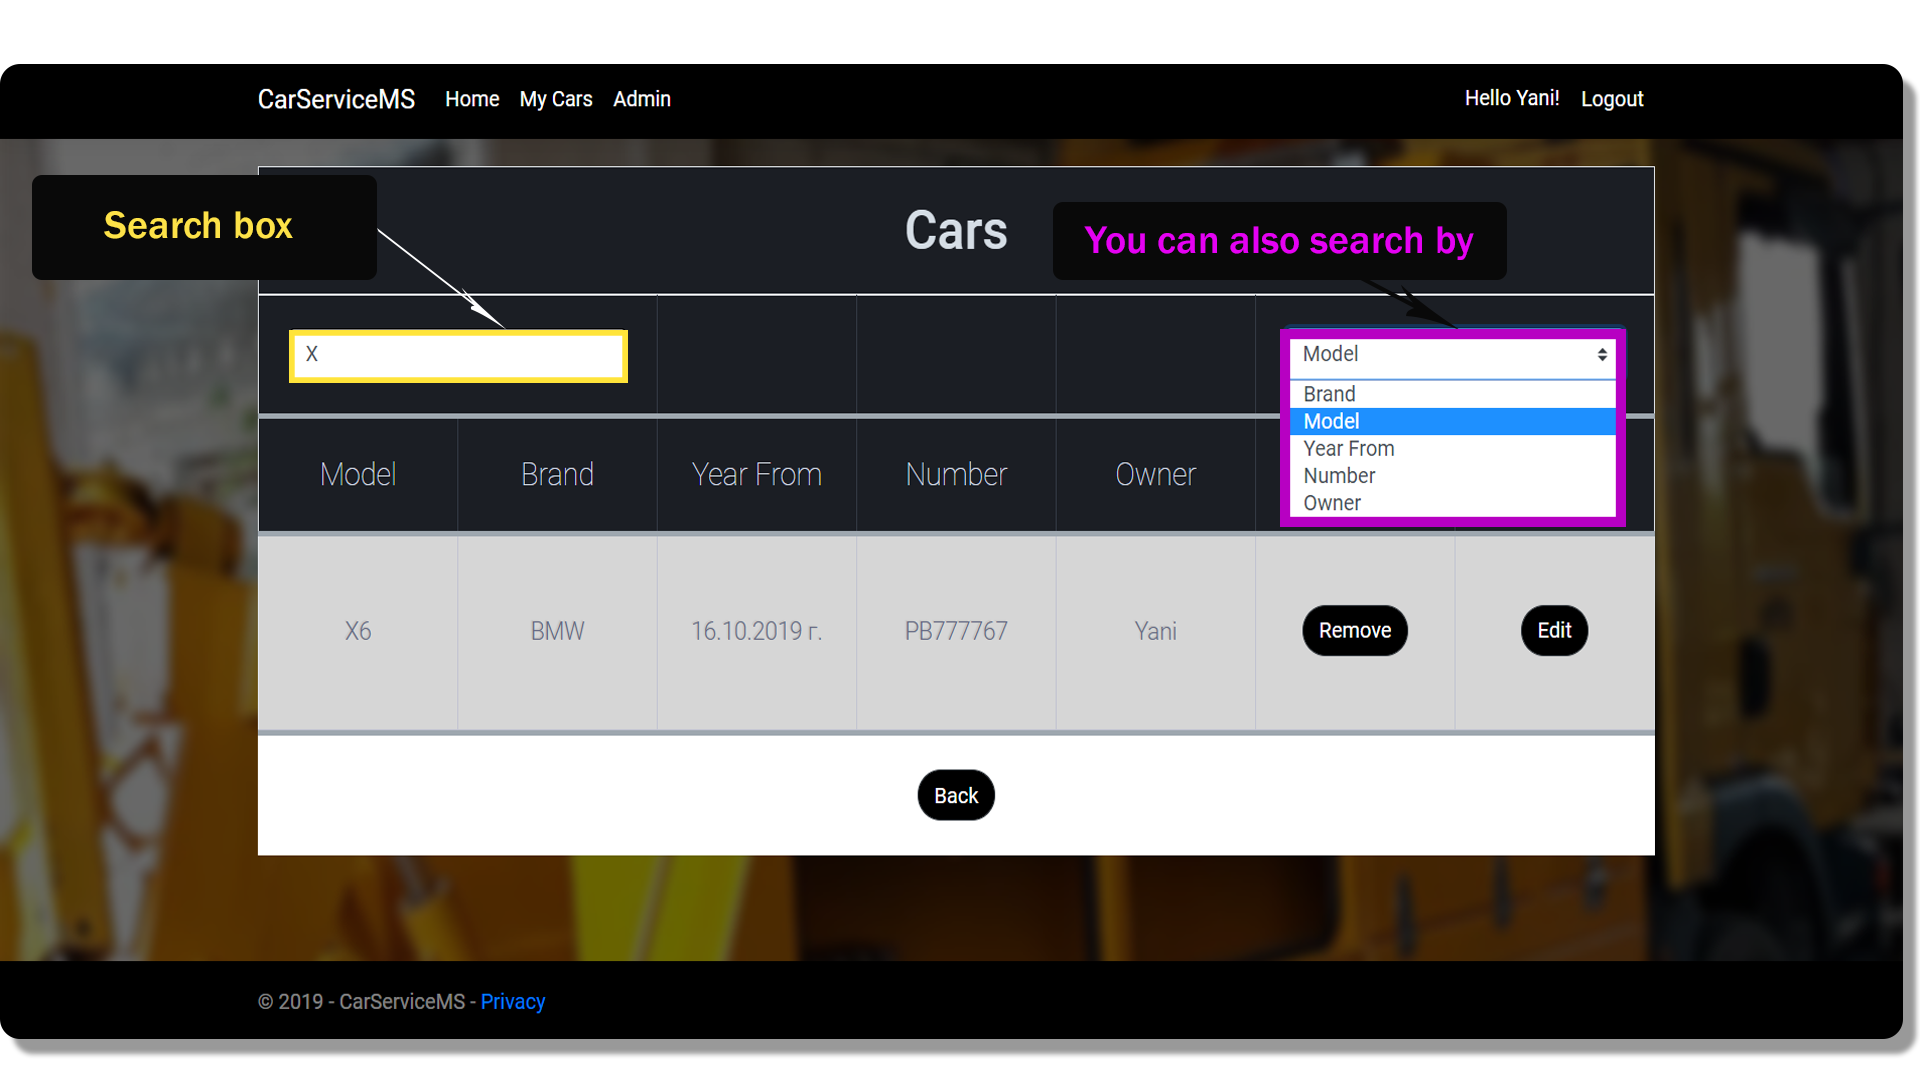 CarServiceMS Home My Cars Admin Hello Yani! Logout
Search box
Cars
You can also search by
X
Model
Brand
Model
Year From
Number
Owner
Model Brand Year From Number Owner
X6 BMW 16.10.2019 г. PB777767 Yani Remove Edit
Back
© 2019 - CarServiceMS - Privacy